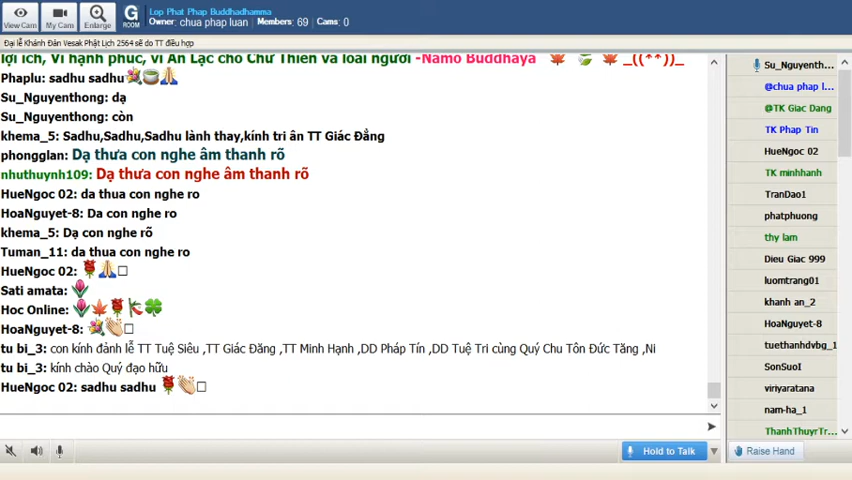 Lop Phat Phap Buddhadhamma
Owner: chua phap luan Members: 69 Cams: 0
View Cam
My Cam
Enlarge
G
ROOM
Đại lễ Khánh Đản Vesak Phật Lịch 2564 sẽ do TT điều hợp
lợi ích, Vì hạnh phúc, vì An Lạc cho Chư Thiên và loài người -Namo Buddhaya _((**))_
Phaplu: sadhu sadhu
Su_Nguyenthong: dạ
Su_Nguyenthong: còn
khema_5: Sadhu,Sadhu,Sadhu lành thay,kính tri ân TT Giác Đẳng
phongglan: Dạ thưa con nghe âm thanh rõ
nhuthuynh109: Dạ thưa con nghe âm thanh rõ
HueNgoc 02: da thua con nghe ro
HoaNguyet-8: Da con nghe ro
khema_5: Dạ con nghe rõ
Tuman_11: da thua con nghe ro
HueNgoc 02:
Sati amata:
Hoc Online:
HoaNguyet-8:
tu bi_3: con kính đảnh lễ TT Tuệ Siêu ,TT Giác Đăng ,TT Minh Hạnh ,DD Pháp Tín ,DD Tuệ Tri cùng Quý Chu Tôn Đức Tăng ,Ni
tu bi_3: kính chào Quý đạo hữu
HueNgoc 02: sadhu sadhu
Su_Nguyenth...
@chua phap l...
@TK Giac Dang
TK Phap Tin
HueNgoc 02
TK minhhanh
TranDao1
phatphuong
thy lam
Dieu Giac 999
luomtrang01
khanh an_2
HoaNguyet-8
tuethanhdvbg_1
SonSuoI
viriyaratana
nam-ha_1
ThanhThuyrTr...
Hold to Talk
Raise Hand